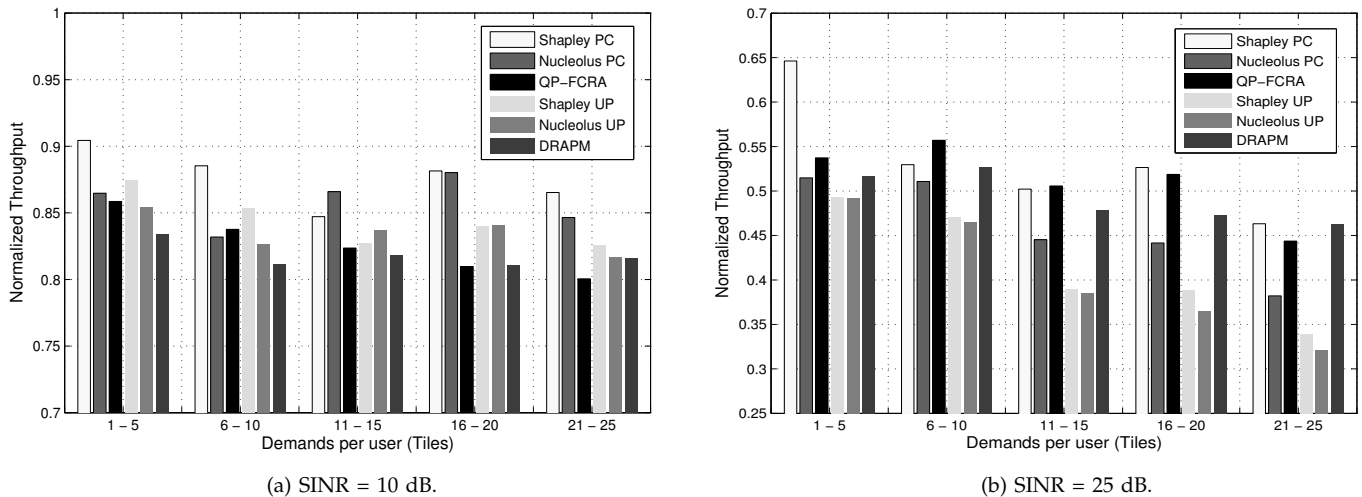 1
0.95
0.9
0.85
0.8
0.75
0.7
Normalized Throughput
Shapley PC
Nucleolus PC
QP−FCRA
Shapley UP
Nucleolus UP
DRAPM
1 − 5
6 − 10
11 − 15
16 − 20
21 − 25
Demands per user (Tiles)
(a) SINR = 10 dB.
0.7
0.65
0.6
0.55
0.5
0.45
0.4
0.35
0.3
0.25
Normalized Throughput
Shapley PC
Nucleolus PC
QP−FCRA
Shapley UP
Nucleolus UP
DRAPM
1 − 5
6 − 10
11 − 15
16 − 20
21 − 25
Demands per user (Tiles)
(b) SINR = 25 dB.